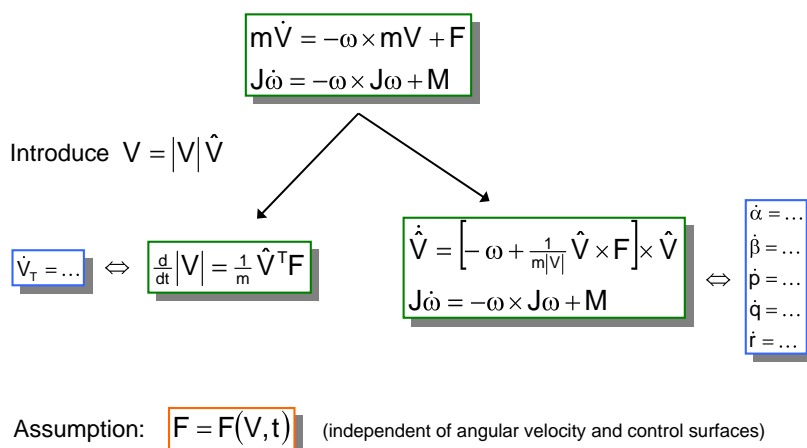 mV̇ = −ω × mV + F
Jω̇ = −ω × Jω + M
Introduce V = |V| V̂
V̇_T = ...
⇔
d/dt |V| = 1/m V̂ᵀF
V̂̇ = [− ω + 1/(m|V|) V̂ × F] × V̂
Jω̇ = −ω × Jω + M
⇔
α̇ = ...
β̇ = ...
ṗ = ...
q̇ = ...
ṙ = ...
Assumption: F = F(V, t) (independent of angular velocity and control surfaces)